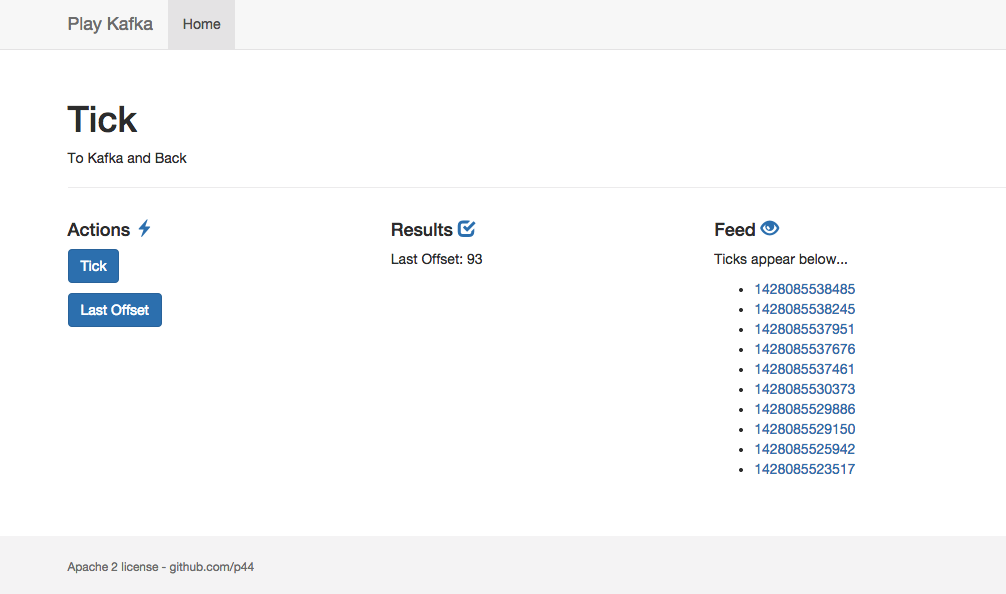 Play Kafka
Home
Tick
To Kafka and Back
Actions
Tick
Last Offset
Results
Last Offset: 93
Feed
Ticks appear below...
1428085538485
1428085538245
1428085537951
1428085537676
1428085537461
1428085530373
1428085529886
1428085529150
1428085525942
1428085523517
Apache 2 license - github.com/p44